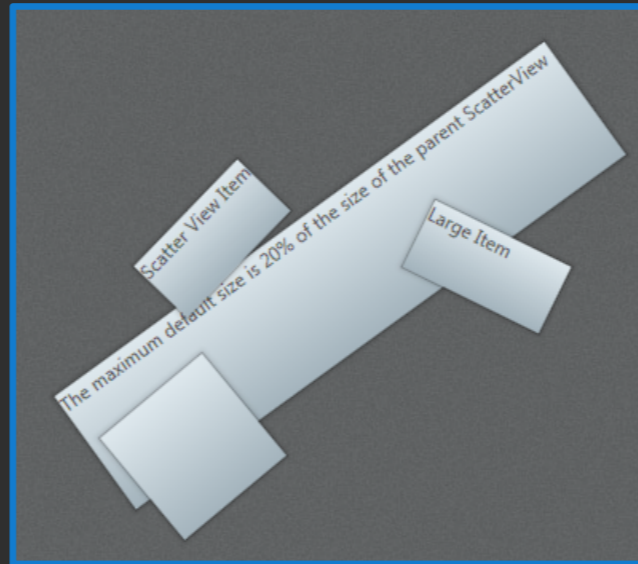 Scatter View Item
The maximum default size is 20% of the size of the parent ScatterView
Large Item